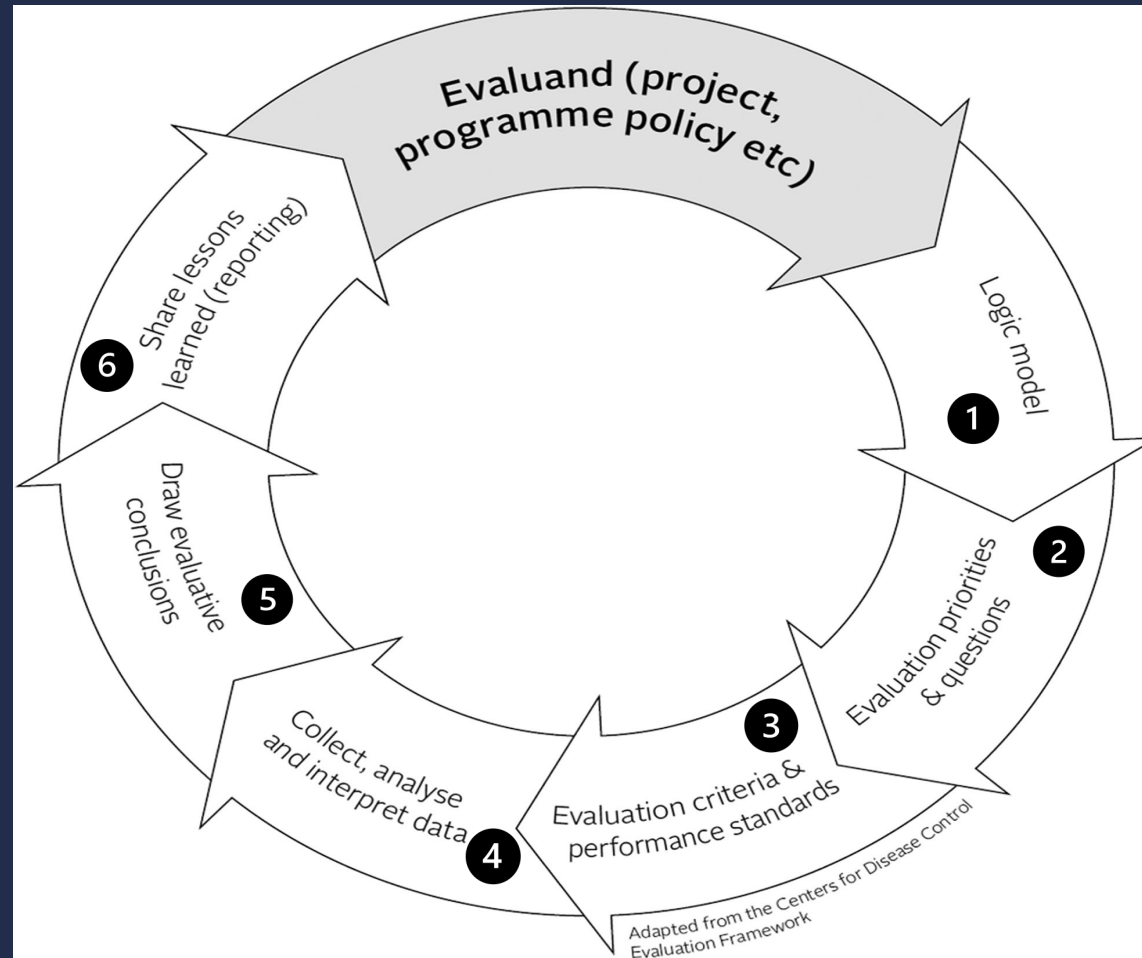 Evaluand (project,
programme policy etc)
Logic model
1
2
Evaluation priorities
& questions
3
Evaluation criteria &
performance standards
Adapted from the Centers for Disease Control
Evaluation Framework
Collect, analyse
and interpret data
4
5
Draw evaluative
conclusions
6
Share lessons
learned (reporting)